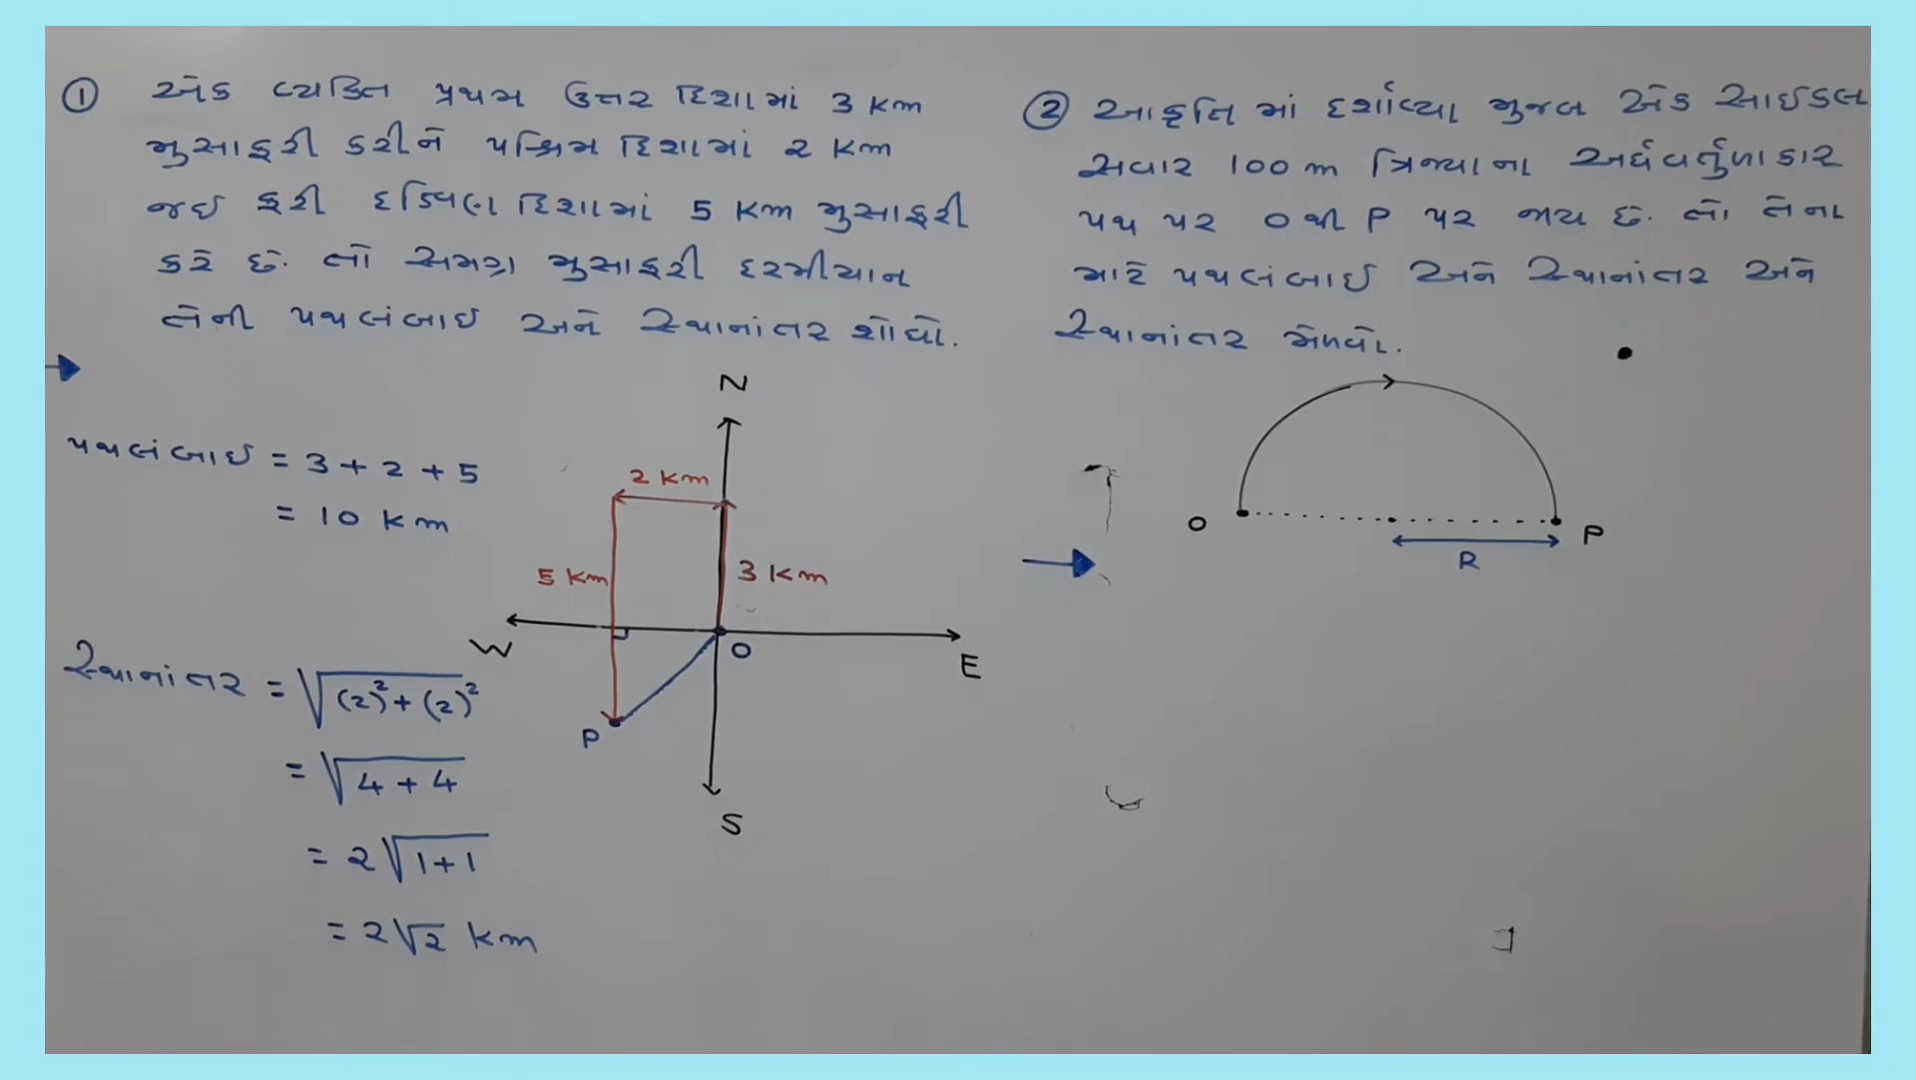 ① એક વ્યક્તિ પ્રથમ ઉત્તર દિશામાં 3 km
મુસાફરી કરીને પશ્ચિમ દિશામાં 2 Km
જઇ ફરી દક્ષિણ દિશામાં 5 Km મુસાફરી
કરે છે. તો સમગ્ર મુસાફરી દરમીયાન
તેની પથલંબાઇ અને સ્થાનાંતર શોધો.
પથલંબાઇ = 3 + 2 + 5
= 10 km
સ્થાનાંતર = √(2)² + (2)²
= √4 + 4
= 2√1+1
= 2√2 km
N
2 Km
5 Km
3 Km
W
O
E
P
S
② આકૃતિ માં દર્શાવ્યા મુજબ એક સાઇકલ
સવાર 100 m ત્રિજ્યાના અર્ધવર્તુળાકાર
પથ પર O થી P પર જાય છે. તો તેના
માટે પથલંબાઇ અને સ્થાનાંતર અને
સ્થાનાંતર મેળવો.
O
P
R